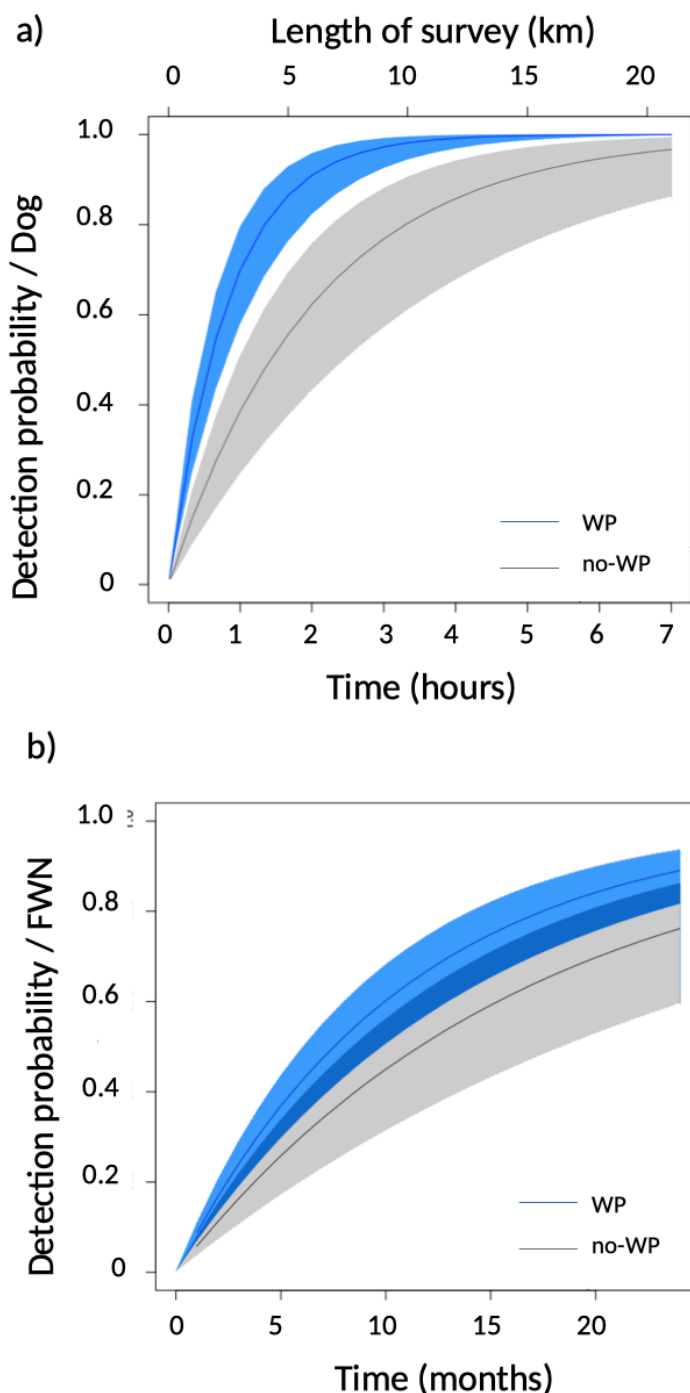 a)
Length of survey (km)
0 5 10 15 20
Detection probability / Dog
1.0
0.8
0.6
0.4
0.2
0
WP
no-WP
0 1 2 3 4 5 6 7
Time (hours)
b)
Detection probability / FWN
1.0
0.8
0.6
0.4
0.2
0
WP
no-WP
0 5 10 15 20
Time (months)